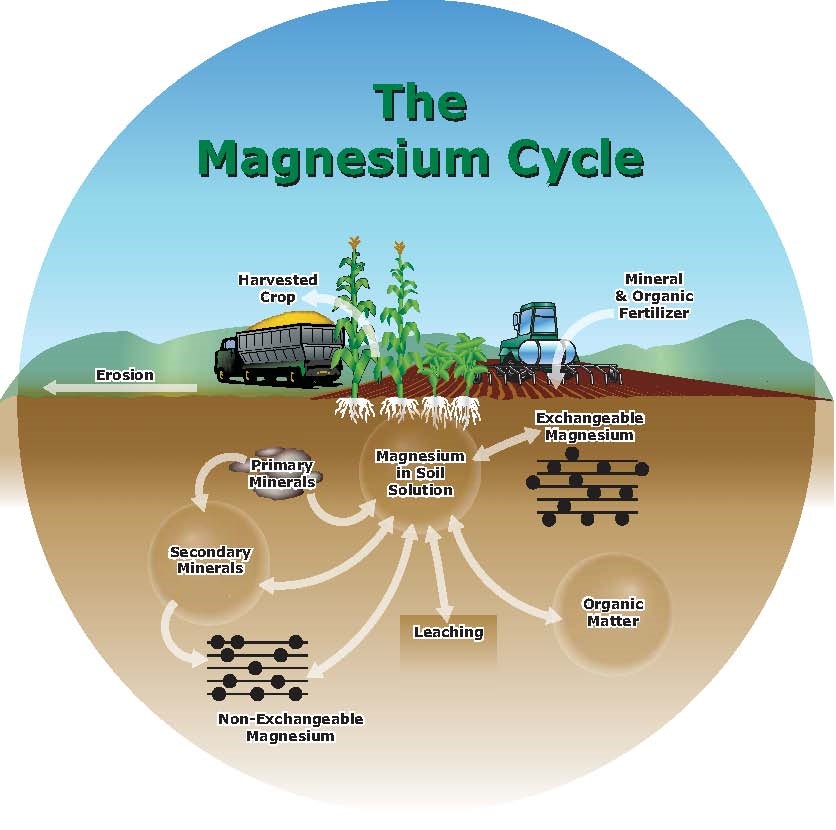 The
Magnesium Cycle
Harvested
Crop
Mineral
& Organic
Fertilizer
Erosion
Exchangeable
Magnesium
Magnesium
in Soil
Solution
Primary
Minerals
Secondary
Minerals
Organic
Matter
Leaching
Non-Exchangeable
Magnesium